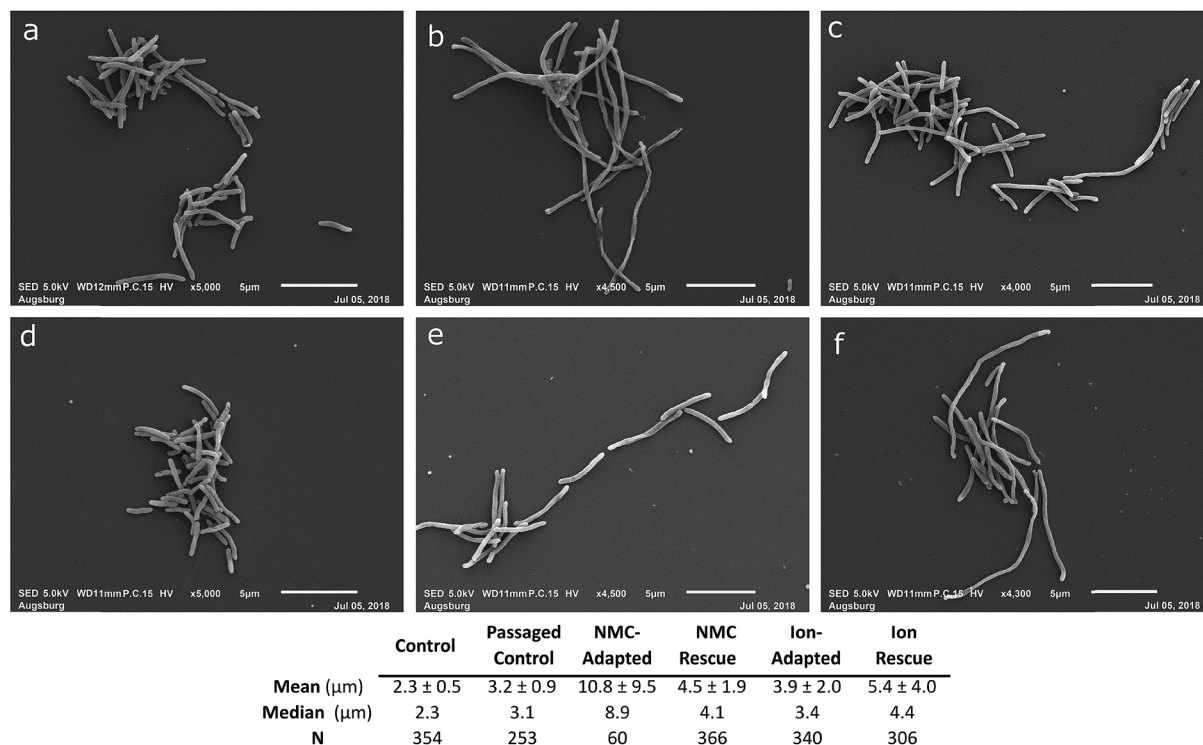 a
SED 5.0kV WD12mm P.C.15 HV x5,000 5µm
Augsburg Jul 05, 2018
b
SED 5.0kV WD11mm P.C.15 HV x4,500 5µm
Augsburg Jul 05, 2018
c
SED 5.0kV WD11mm P.C.15 HV x4,000 5µm
Augsburg Jul 05, 2018
d
SED 5.0kV WD11mm P.C.15 HV x5,000 5µm
Augsburg Jul 05, 2018
e
SED 5.0kV WD11mm P.C.15 HV x4,500 5µm
Augsburg Jul 05, 2018
f
SED 5.0kV WD11mm P.C.15 HV x4,300 5µm
Augsburg Jul 05, 2018
Control Passaged Control NMC-Adapted NMC Rescue Ion-Adapted Ion Rescue
Mean (µm) 2.3 ± 0.5 3.2 ± 0.9 10.8 ± 9.5 4.5 ± 1.9 3.9 ± 2.0 5.4 ± 4.0
Median (µm) 2.3 3.1 8.9 4.1 3.4 4.4
N 354 253 60 366 340 306